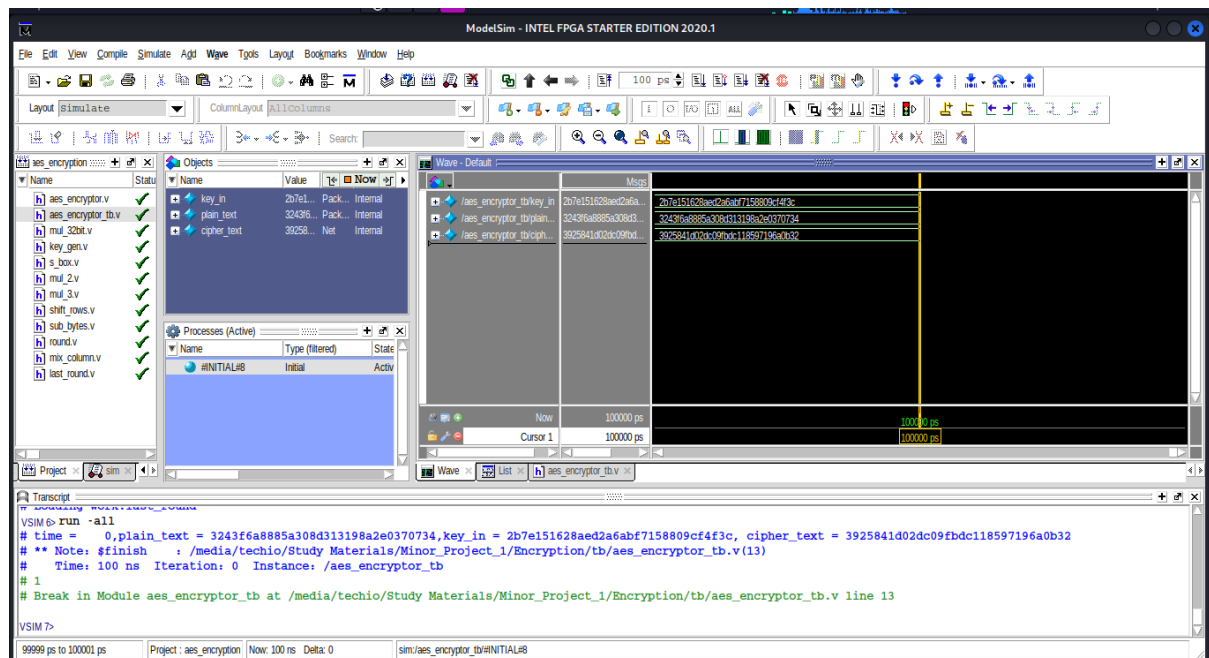 ModelSim - INTEL FPGA STARTER EDITION 2020.1
File Edit View Compile Simulate Add Wave Tools Layout Bookmarks Window Help
100 ps
Layout Simulate ColumnLayout AllColumns
Search:
aes_encryption
Name Statu
aes_encryptor.v
aes_encryptor_tb.v
mul_32bit.v
key_gen.v
s_box.v
mul_2.v
mul_3.v
shift_rows.v
sub_bytes.v
round.v
mix_column.v
last_round.v
Project sim
Objects
Name Value Now
key_in 2b7e1... Pack... Internal
plain_text 3243f6... Pack... Internal
cipher_text 39258... Net Internal
Processes (Active)
Name Type (filtered) State
#INITIAL#8 Initial Activ
Wave - Default
Msgs
/aes_encryptor_tb/key_in 2b7e151628aed2a6a... 2b7e151628aed2a6abf7158809cf4f3c
/aes_encryptor_tb/plain... 3243f6a8885a308d3... 3243f6a8885a308d313198a2e0370734
/aes_encryptor_tb/ciph... 3925841d02dc09fbd... 3925841d02dc09fbdc118597196a0b32
Now 100000 ps 100000 ps
Cursor 1 100000 ps 100000 ps
Wave List aes_encryptor_tb.v
Transcript
# Loading work.last_round
VSIM 6> run -all
# time = 0,plain_text = 3243f6a8885a308d313198a2e0370734,key_in = 2b7e151628aed2a6abf7158809cf4f3c, cipher_text = 3925841d02dc09fbdc118597196a0b32
# ** Note: $finish : /media/techio/Study Materials/Minor_Project_1/Encryption/tb/aes_encryptor_tb.v(13)
# Time: 100 ns Iteration: 0 Instance: /aes_encryptor_tb
# 1
# Break in Module aes_encryptor_tb at /media/techio/Study Materials/Minor_Project_1/Encryption/tb/aes_encryptor_tb.v line 13
VSIM 7>
99999 ps to 100001 ps Project : aes_encryption Now: 100 ns Delta: 0 sim:/aes_encryptor_tb/#INITIAL#8